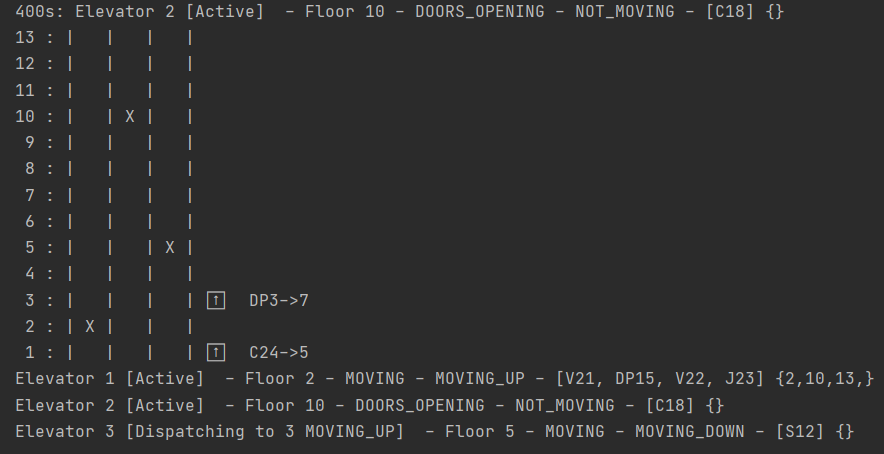 400s: Elevator 2 [Active]  - Floor 10 - DOORS_OPENING - NOT_MOVING - [C18] {}
13 : |   |   |   |
12 : |   |   |   |
11 : |   |   |   |
10 : |   | X |   |
 9 : |   |   |   |
 8 : |   |   |   |
 7 : |   |   |   |
 6 : |   |   |   |
 5 : |   |   | X |
 4 : |   |   |   |
 3 : |   |   |   | [↑]  DP3->7
 2 : | X |   |   |
 1 : |   |   |   | [↑]  C24->5
Elevator 1 [Active]  - Floor 2 - MOVING - MOVING_UP - [V21, DP15, V22, J23] {2,10,13,}
Elevator 2 [Active]  - Floor 10 - DOORS_OPENING - NOT_MOVING - [C18] {}
Elevator 3 [Dispatching to 3 MOVING_UP]  - Floor 5 - MOVING - MOVING_DOWN - [S12] {}